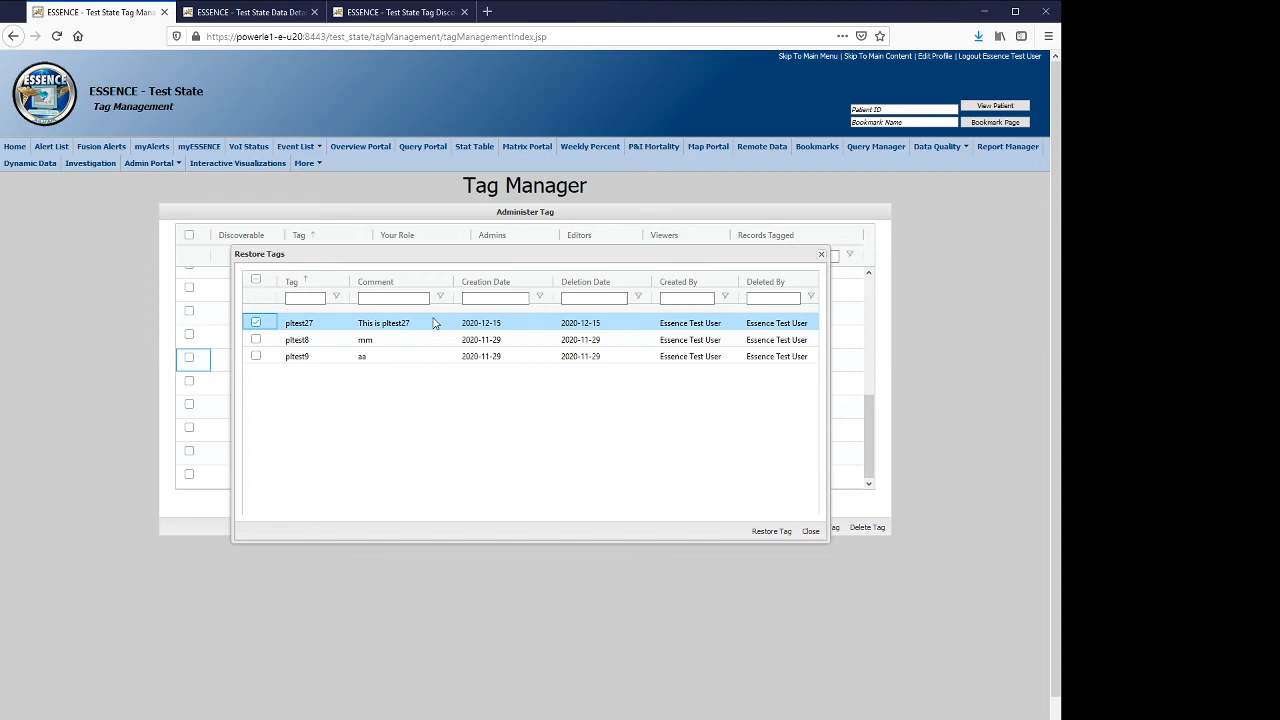 ESSENCE - Test State Tag Mana
ESSENCE - Test State Data Deta
ESSENCE - Test State Tag Disco
https://powerle1-e-u20:8443/test_state/tagManagement/tagManagementIndex.jsp
Skip To Main Menu | Skip To Main Content | Edit Profile | Logout Essence Test User
ESSENCE
ESSENCE - Test State
Tag Management
Patient ID
View Patient
Bookmark Name
Bookmark Page
Home Alert List Fusion Alerts myAlerts myESSENCE VoI Status Event List Overview Portal Query Portal Stat Table Matrix Portal Weekly Percent P&I Mortality Map Portal Remote Data Bookmarks Query Manager Data Quality Report Manager
Dynamic Data Investigation Admin Portal Interactive Visualizations More
Tag Manager
Administer Tag
Discoverable Tag Your Role Admins Editors Viewers Records Tagged
Restore Tags
Tag Comment Creation Date Deletion Date Created By Deleted By
pltest27 This is pltest27 2020-12-15 2020-12-15 Essence Test User Essence Test User
pltest8 mm 2020-11-29 2020-11-29 Essence Test User Essence Test User
pltest9 aa 2020-11-29 2020-11-29 Essence Test User Essence Test User
Restore Tag Close
ag Delete Tag